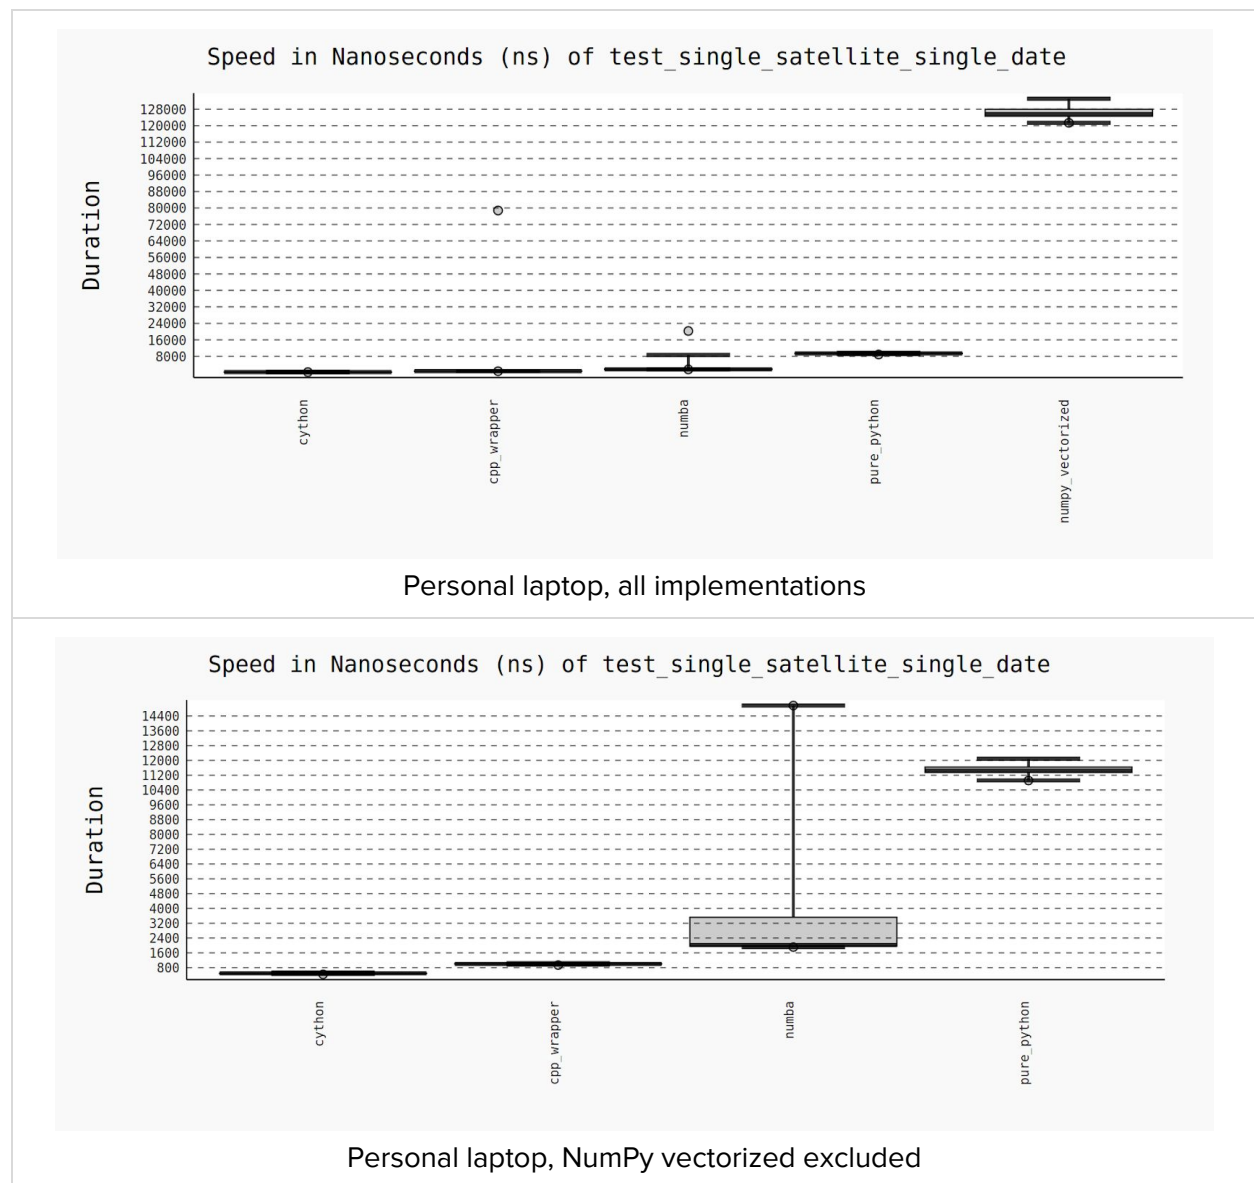 Speed in Nanoseconds (ns) of test_single_satellite_single_date
Duration
128000
120000
112000
104000
96000
88000
80000
72000
64000
56000
48000
40000
32000
24000
16000
8000
cython
cpp_wrapper
numba
pure_python
numpy_vectorized
Personal laptop, all implementations
Speed in Nanoseconds (ns) of test_single_satellite_single_date
Duration
14400
13600
12800
12000
11200
10400
9600
8800
8000
7200
6400
5600
4800
4000
3200
2400
1600
800
cython
cpp_wrapper
numba
pure_python
Personal laptop, NumPy vectorized excluded